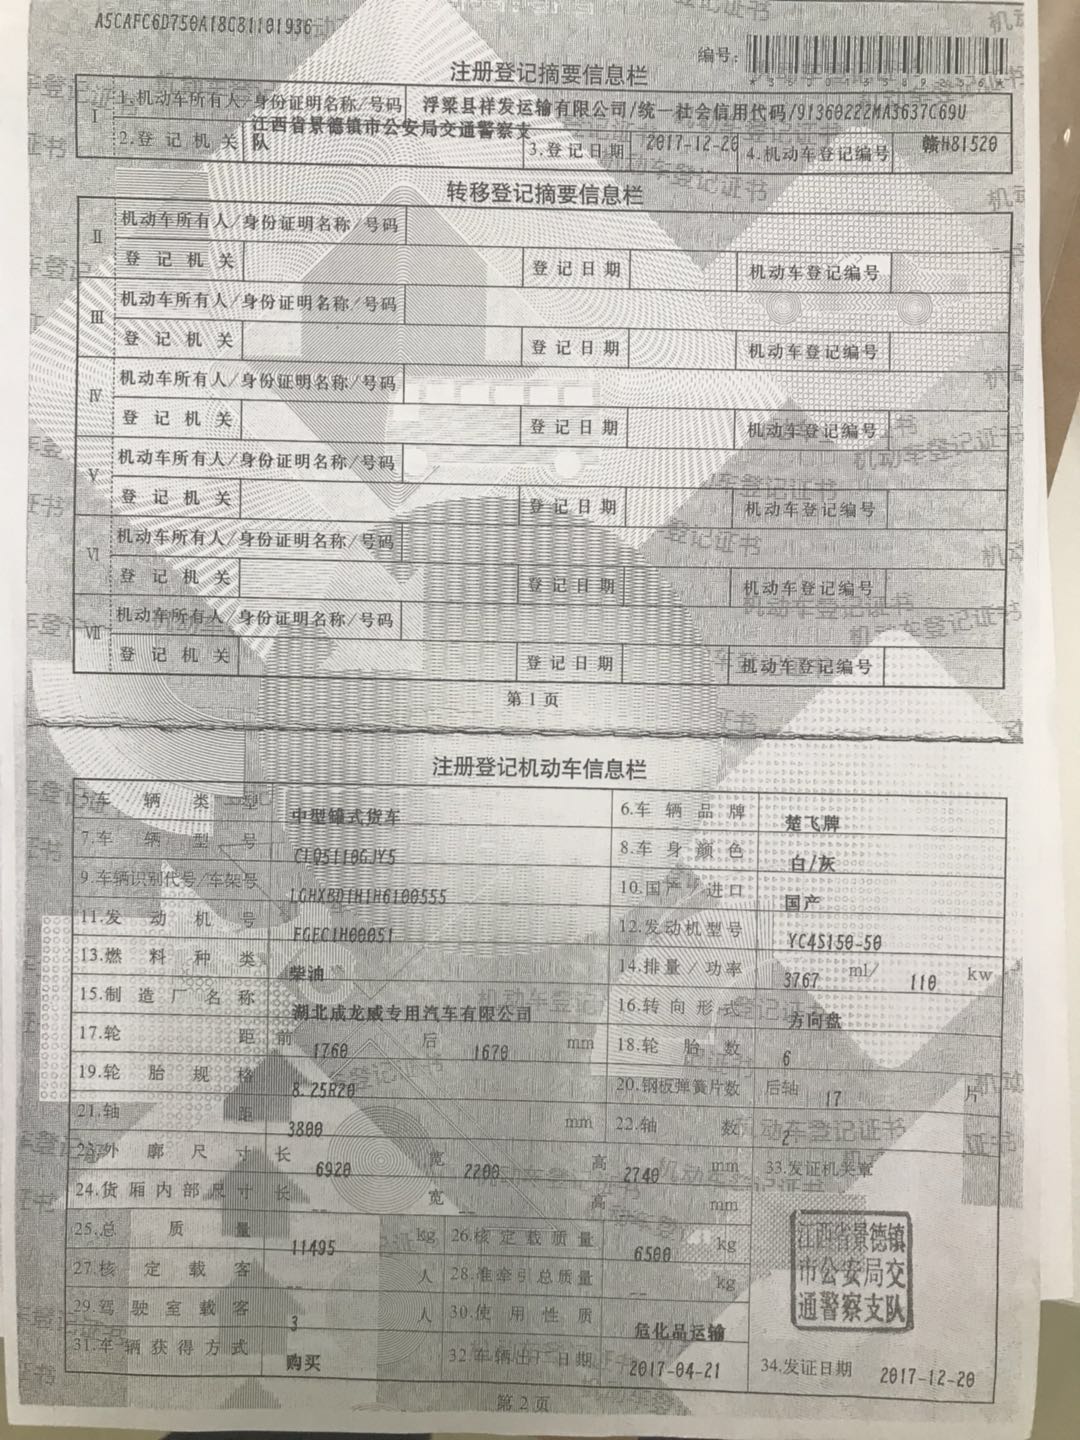 A5CAFC6D750A18C81101936
编号:
注册登记摘要信息栏
I 1.机动车所有人/身份证明名称/号码 浮梁县祥发运输有限公司/统一社会信用代码/91360222MA3637C69U
2.登记机关 江西省景德镇市公安局交通警察支队 3.登记日期 2017-12-20 4.机动车登记编号 赣H81520
转移登记摘要信息栏
II 机动车所有人/身份证明名称/号码
登记机关 登记日期 机动车登记编号
III 机动车所有人/身份证明名称/号码
登记机关 登记日期 机动车登记编号
IV 机动车所有人/身份证明名称/号码
登记机关 登记日期 机动车登记编号
V 机动车所有人/身份证明名称/号码
登记机关 登记日期 机动车登记编号
VI 机动车所有人/身份证明名称/号码
登记机关 登记日期 机动车登记编号
VII 机动车所有人/身份证明名称/号码
登记机关 登记日期 机动车登记编号
第1页
注册登记机动车信息栏
5.车辆类型 中型罐式货车 6.车辆品牌 楚飞牌
7.车辆型号 CLQ5110GJY5 8.车身颜色 白/灰
9.车辆识别代号/车架号 LGHXBD1H1H6100555 10.国产/进口 国产
11.发动机号 FGEC1H00051 12.发动机型号 YC4S150-50
13.燃料种类 柴油 14.排量/功率 3767 ml/ 110 kw
15.制造厂名称 湖北成龙威专用汽车有限公司 16.转向形式 方向盘
17.轮距 前 1760 后 1670 mm 18.轮胎数 6
19.轮胎规格 8.25R20 20.钢板弹簧片数 后轴 17 片
21.轴距 3800 mm 22.轴数 2
23.外廓尺寸 长 6920 宽 2200 高 2740 mm 33.发证机关章
24.货厢内部尺寸 长 -- 宽 -- 高 -- mm
25.总质量 11495 kg 26.核定载质量 6500 kg
27.核定载客 -- 人 28.准牵引总质量 -- kg
29.驾驶室载客 3 人 30.使用性质 危化品运输
31.车辆获得方式 购买 32.车辆出厂日期 2017-04-21 34.发证日期 2017-12-20
江西省景德镇
市公安局交
通警察支队
第2页